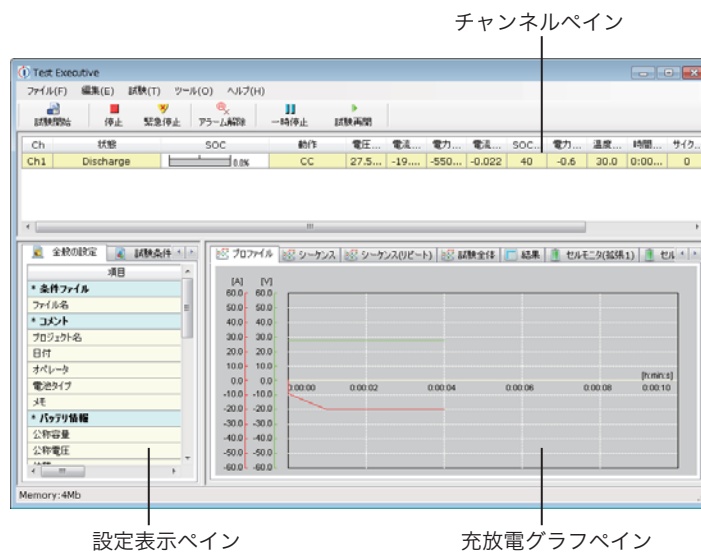 チャンネルペイン
Test Executive
ファイル(F) 編集(E) 試験(T) ツール(O) ヘルプ(H)
試験開始 停止 緊急停止 アラーム解除 一時停止 試験再開
Ch 状態 SOC 動作 電圧... 電流... 電力... 電流... SOC... 電力... 温度... 時間... サイク...
Ch1 Discharge 0.0% CC 27.5... -19.... -550... -0.022 40 -0.6 30.0 0:00... 0
全般の設定 試験条件
プロファイル シーケンス シーケンス(リピート) 試験全体 結果 セルモニタ(拡張1) セル
項目
* 条件ファイル
ファイル名
* コメント
プロジェクト名
日付
オペレータ
電池タイプ
メモ
* バッテリ情報
公称容量
公称電圧
[A] [V]
60.0 60.0
50.0 50.0
40.0 40.0
30.0 30.0
20.0 20.0
10.0 10.0
0.0 0.0
-10.0 -10.0
-20.0 -20.0
-30.0 -30.0
-40.0 -40.0
-50.0 -50.0
-60.0 -60.0
[h:min:s]
0:00:00 0:00:02 0:00:04 0:00:06 0:00:08 0:00:10
Memory:4Mb
設定表示ペイン 充放電グラフペイン